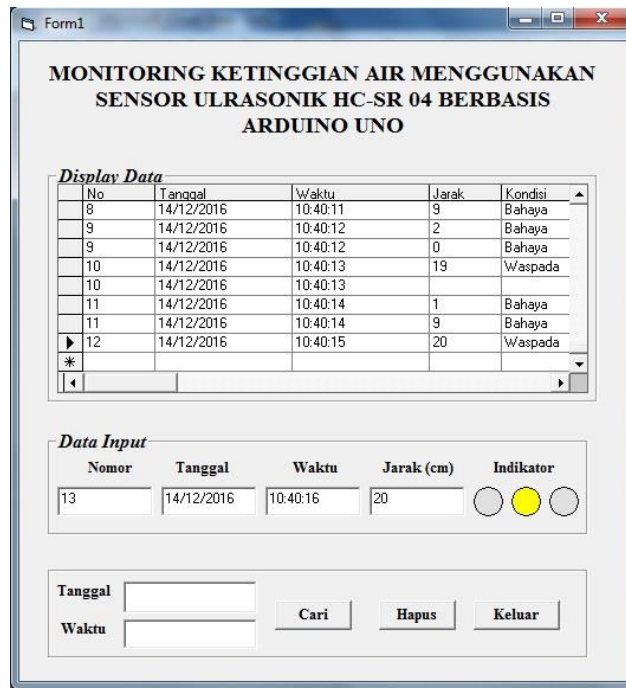 Form1
MONITORING KETINGGIAN AIR MENGGUNAKAN
SENSOR ULRASONIK HC-SR 04 BERBASIS
ARDUINO UNO
Display Data
No Tanggal Waktu Jarak Kondisi
8 14/12/2016 10:40:11 9 Bahaya
9 14/12/2016 10:40:12 2 Bahaya
9 14/12/2016 10:40:12 0 Bahaya
10 14/12/2016 10:40:13 19 Waspada
10 14/12/2016 10:40:13
11 14/12/2016 10:40:14 1 Bahaya
11 14/12/2016 10:40:14 9 Bahaya
12 14/12/2016 10:40:15 20 Waspada
Data Input
Nomor Tanggal Waktu Jarak (cm) Indikator
13 14/12/2016 10:40:16 20
Tanggal
Waktu
Cari Hapus Keluar